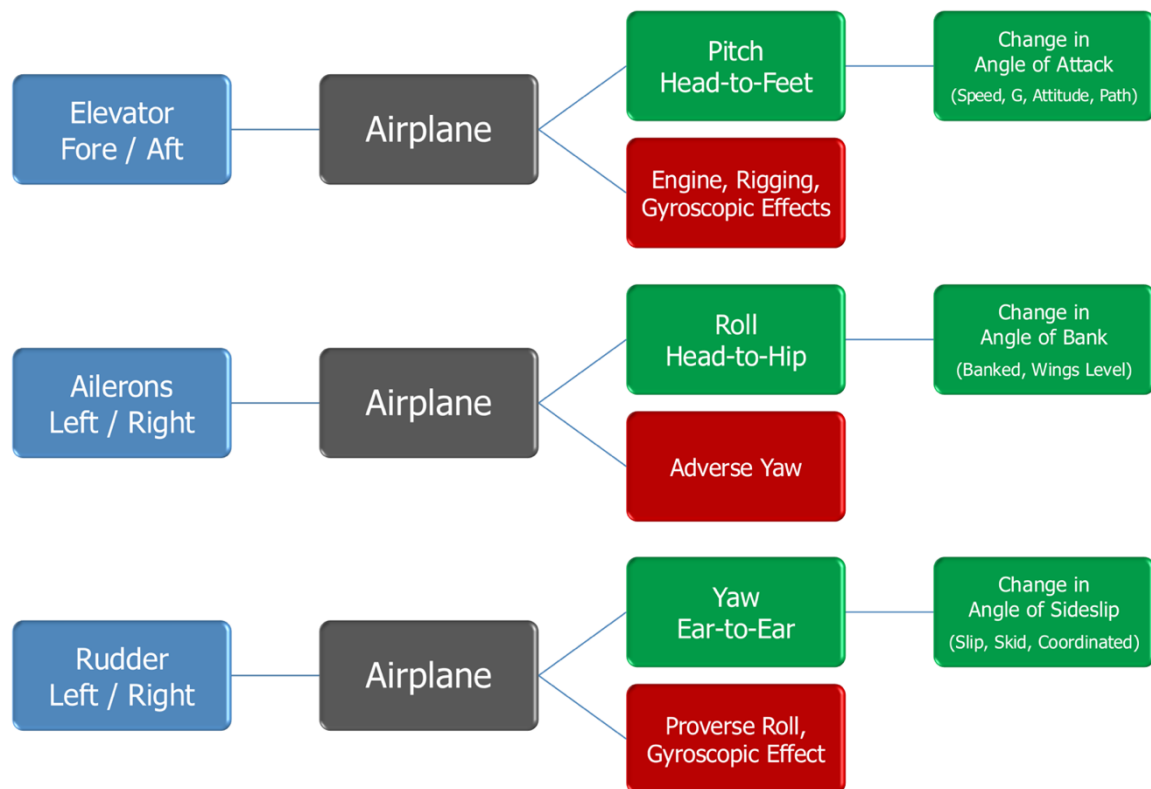 Elevator
Fore / Aft
Airplane
Pitch
Head-to-Feet
Change in
Angle of Attack
(Speed, G, Attitude, Path)
Engine, Rigging,
Gyroscopic Effects
Ailerons
Left / Right
Airplane
Roll
Head-to-Hip
Change in
Angle of Bank
(Banked, Wings Level)
Adverse Yaw
Rudder
Left / Right
Airplane
Yaw
Ear-to-Ear
Change in
Angle of Sideslip
(Slip, Skid, Coordinated)
Proverse Roll,
Gyroscopic Effect